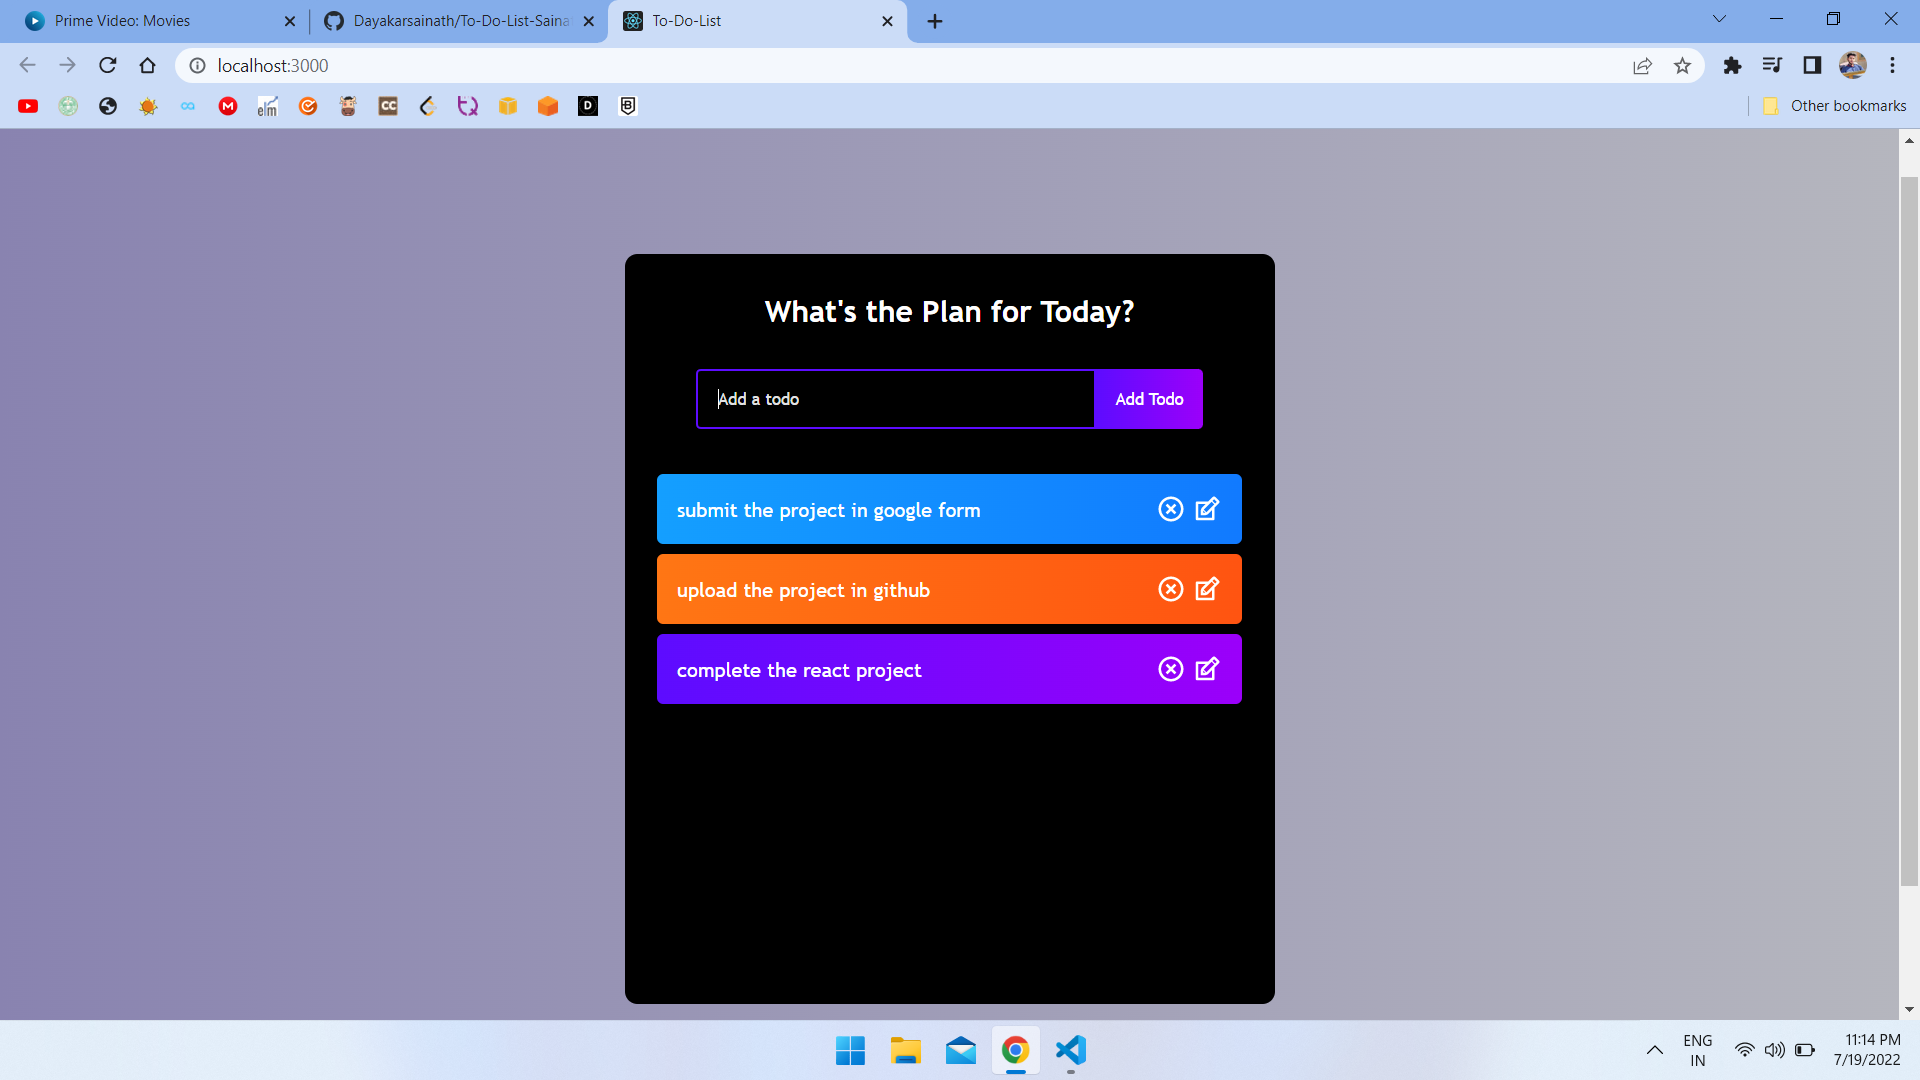 Prime Video: Movies
Dayakarsainath/To-Do-List-Saina
To-Do-List
localhost:3000
elm
CC
D
B
Other bookmarks
What's the Plan for Today?
Add a todo
Add Todo
submit the project in google form
upload the project in github
complete the react project
ENG
IN
11:14 PM
7/19/2022